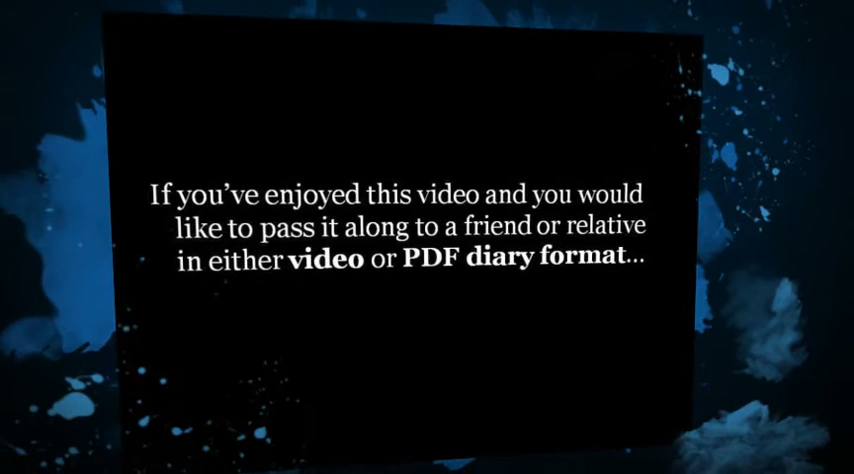 If you’ve enjoyed this video and you would
like to pass it along to a friend or relative
in either video or PDF diary format...